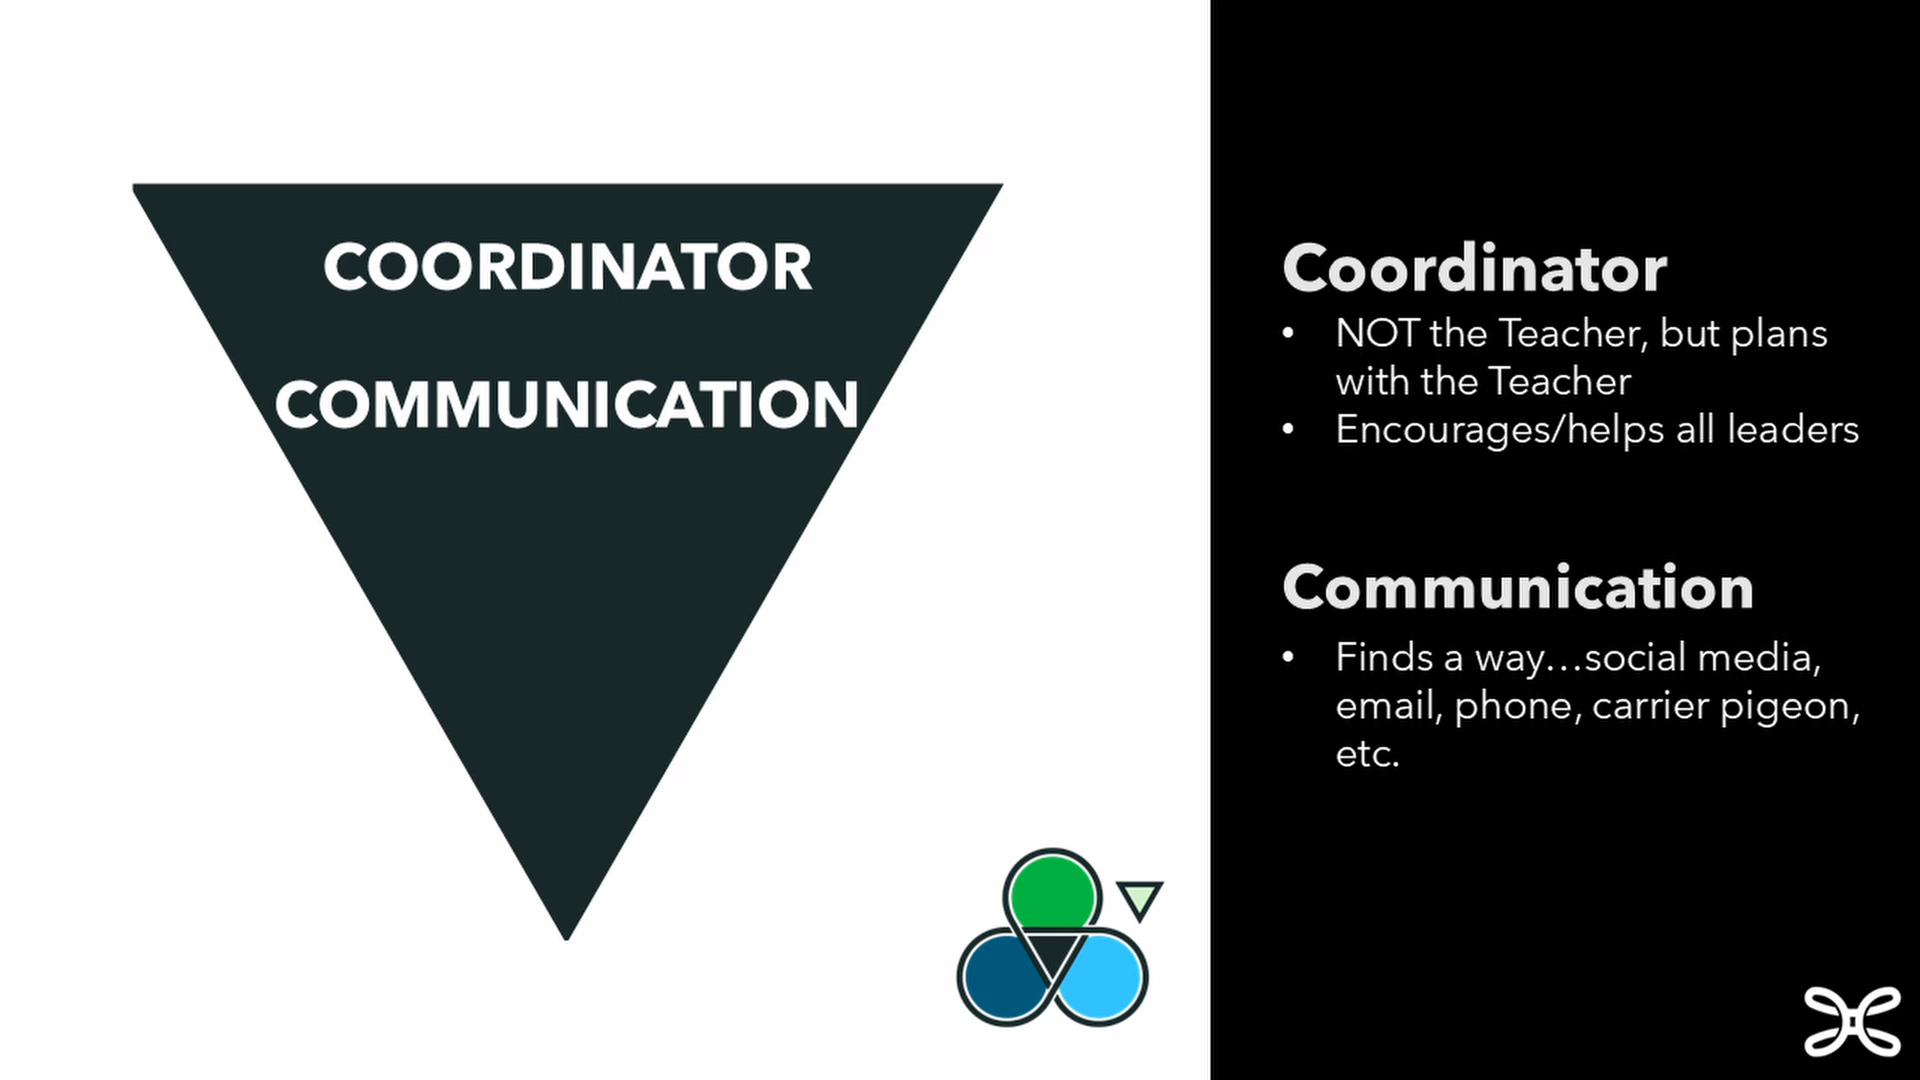 COORDINATOR
COMMUNICATION
Coordinator
• NOT the Teacher, but plans
with the Teacher
• Encourages/helps all leaders
Communication
• Finds a way...social media,
email, phone, carrier pigeon,
etc.